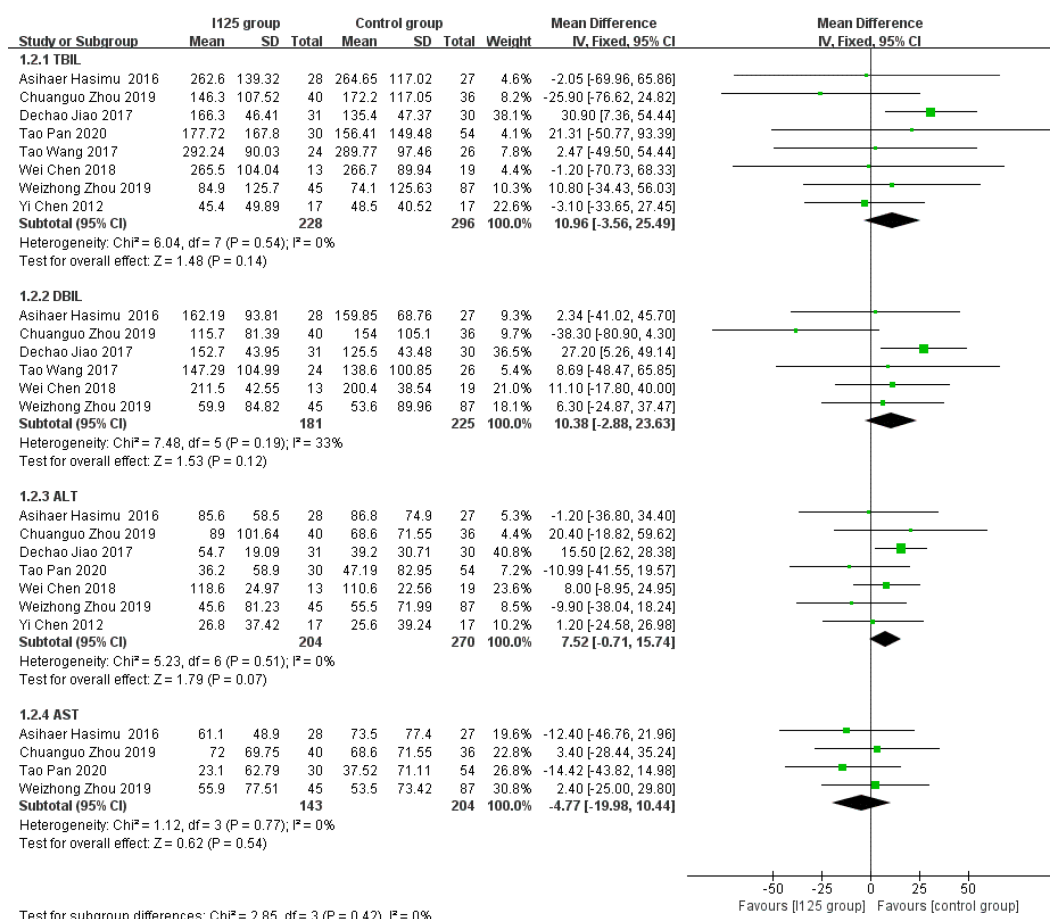 I125 group Control group Mean Difference Mean Difference
Study or Subgroup Mean SD Total Mean SD Total Weight IV, Fixed, 95% CI IV, Fixed, 95% CI
1.2.1 TBIL
Asihaer Hasimu 2016 262.6 139.32 28 264.65 117.02 27 4.6% -2.05 [-69.96, 65.86]
Chuanguo Zhou 2019 146.3 107.52 40 172.2 117.05 36 8.2% -25.90 [-76.62, 24.82]
Dechao Jiao 2017 166.3 46.41 31 135.4 47.37 30 38.1% 30.90 [7.36, 54.44]
Tao Pan 2020 177.72 167.8 30 156.41 149.48 54 4.1% 21.31 [-50.77, 93.39]
Tao Wang 2017 292.24 90.03 24 289.77 97.46 26 7.8% 2.47 [-49.50, 54.44]
Wei Chen 2018 265.5 104.04 13 266.7 89.94 19 4.3% -1.20 [-70.73, 68.33]
Weizhong Zhou 2019 84.9 125.7 45 74.1 125.63 87 10.3% 10.80 [-34.43, 56.03]
Yi Chen 2012 45.4 49.89 17 48.5 40.52 17 22.6% -3.10 [-33.65, 27.45]
Subtotal (95% CI) 228 296 100.0% 10.96 [-3.56, 25.49]
Heterogeneity: Chi² = 6.04, df = 7 (P = 0.54); I² = 0%
Test for overall effect: Z = 1.48 (P = 0.14)
1.2.2 DBIL
Asihaer Hasimu 2016 162.19 93.81 28 159.85 68.76 27 9.3% 2.34 [-41.02, 45.70]
Chuanguo Zhou 2019 115.7 81.39 40 154 105.1 36 9.7% -38.30 [-80.90, 4.30]
Dechao Jiao 2017 152.7 43.95 31 125.5 43.48 30 36.5% 27.20 [5.26, 49.14]
Tao Wang 2017 147.29 104.99 24 138.6 100.85 26 5.4% 8.69 [-48.47, 65.85]
Wei Chen 2018 211.5 42.55 13 200.4 38.54 19 21.0% 11.10 [-17.80, 40.00]
Weizhong Zhou 2019 59.9 84.82 45 53.6 89.96 87 18.1% 6.30 [-24.87, 37.47]
Subtotal (95% CI) 181 225 100.0% 10.38 [-2.88, 23.63]
Heterogeneity: Chi² = 7.48, df = 5 (P = 0.19); I² = 33%
Test for overall effect: Z = 1.53 (P = 0.12)
1.2.3 ALT
Asihaer Hasimu 2016 85.6 58.5 28 86.8 74.9 27 5.3% -1.20 [-36.80, 34.40]
Chuanguo Zhou 2019 89 101.64 40 68.6 71.55 36 4.4% 20.40 [-18.82, 59.62]
Dechao Jiao 2017 54.7 19.09 31 39.2 30.71 30 40.8% 15.50 [2.62, 28.38]
Tao Pan 2020 36.2 58.9 30 47.19 82.95 54 7.2% -10.99 [-41.55, 19.57]
Wei Chen 2018 118.6 24.97 13 110.6 22.56 19 23.6% 8.00 [-8.95, 24.95]
Weizhong Zhou 2019 45.6 81.23 45 55.5 71.99 87 8.5% -9.90 [-38.04, 18.24]
Yi Chen 2012 26.8 37.42 17 25.6 39.24 17 10.2% 1.20 [-24.58, 26.98]
Subtotal (95% CI) 204 270 100.0% 7.52 [-0.71, 15.74]
Heterogeneity: Chi² = 5.23, df = 6 (P = 0.51); I² = 0%
Test for overall effect: Z = 1.79 (P = 0.07)
1.2.4 AST
Asihaer Hasimu 2016 61.1 48.9 28 73.5 77.4 27 19.6% -12.40 [-46.76, 21.96]
Chuanguo Zhou 2019 72 69.75 40 68.6 71.55 36 22.8% 3.40 [-28.44, 35.24]
Tao Pan 2020 23.1 62.79 30 37.52 71.11 54 26.8% -14.42 [-43.82, 14.98]
Weizhong Zhou 2019 55.9 77.51 45 53.5 73.42 87 30.8% 2.40 [-25.00, 29.80]
Subtotal (95% CI) 143 204 100.0% -4.77 [-19.98, 10.44]
Heterogeneity: Chi² = 1.12, df = 3 (P = 0.77); I² = 0%
Test for overall effect: Z = 0.62 (P = 0.54)
-50 -25 0 25 50
Favours [I125 group] Favours [control group]
Test for subgroup differences: Chi² = 2.85, df = 3 (P = 0.42), I² = 0%